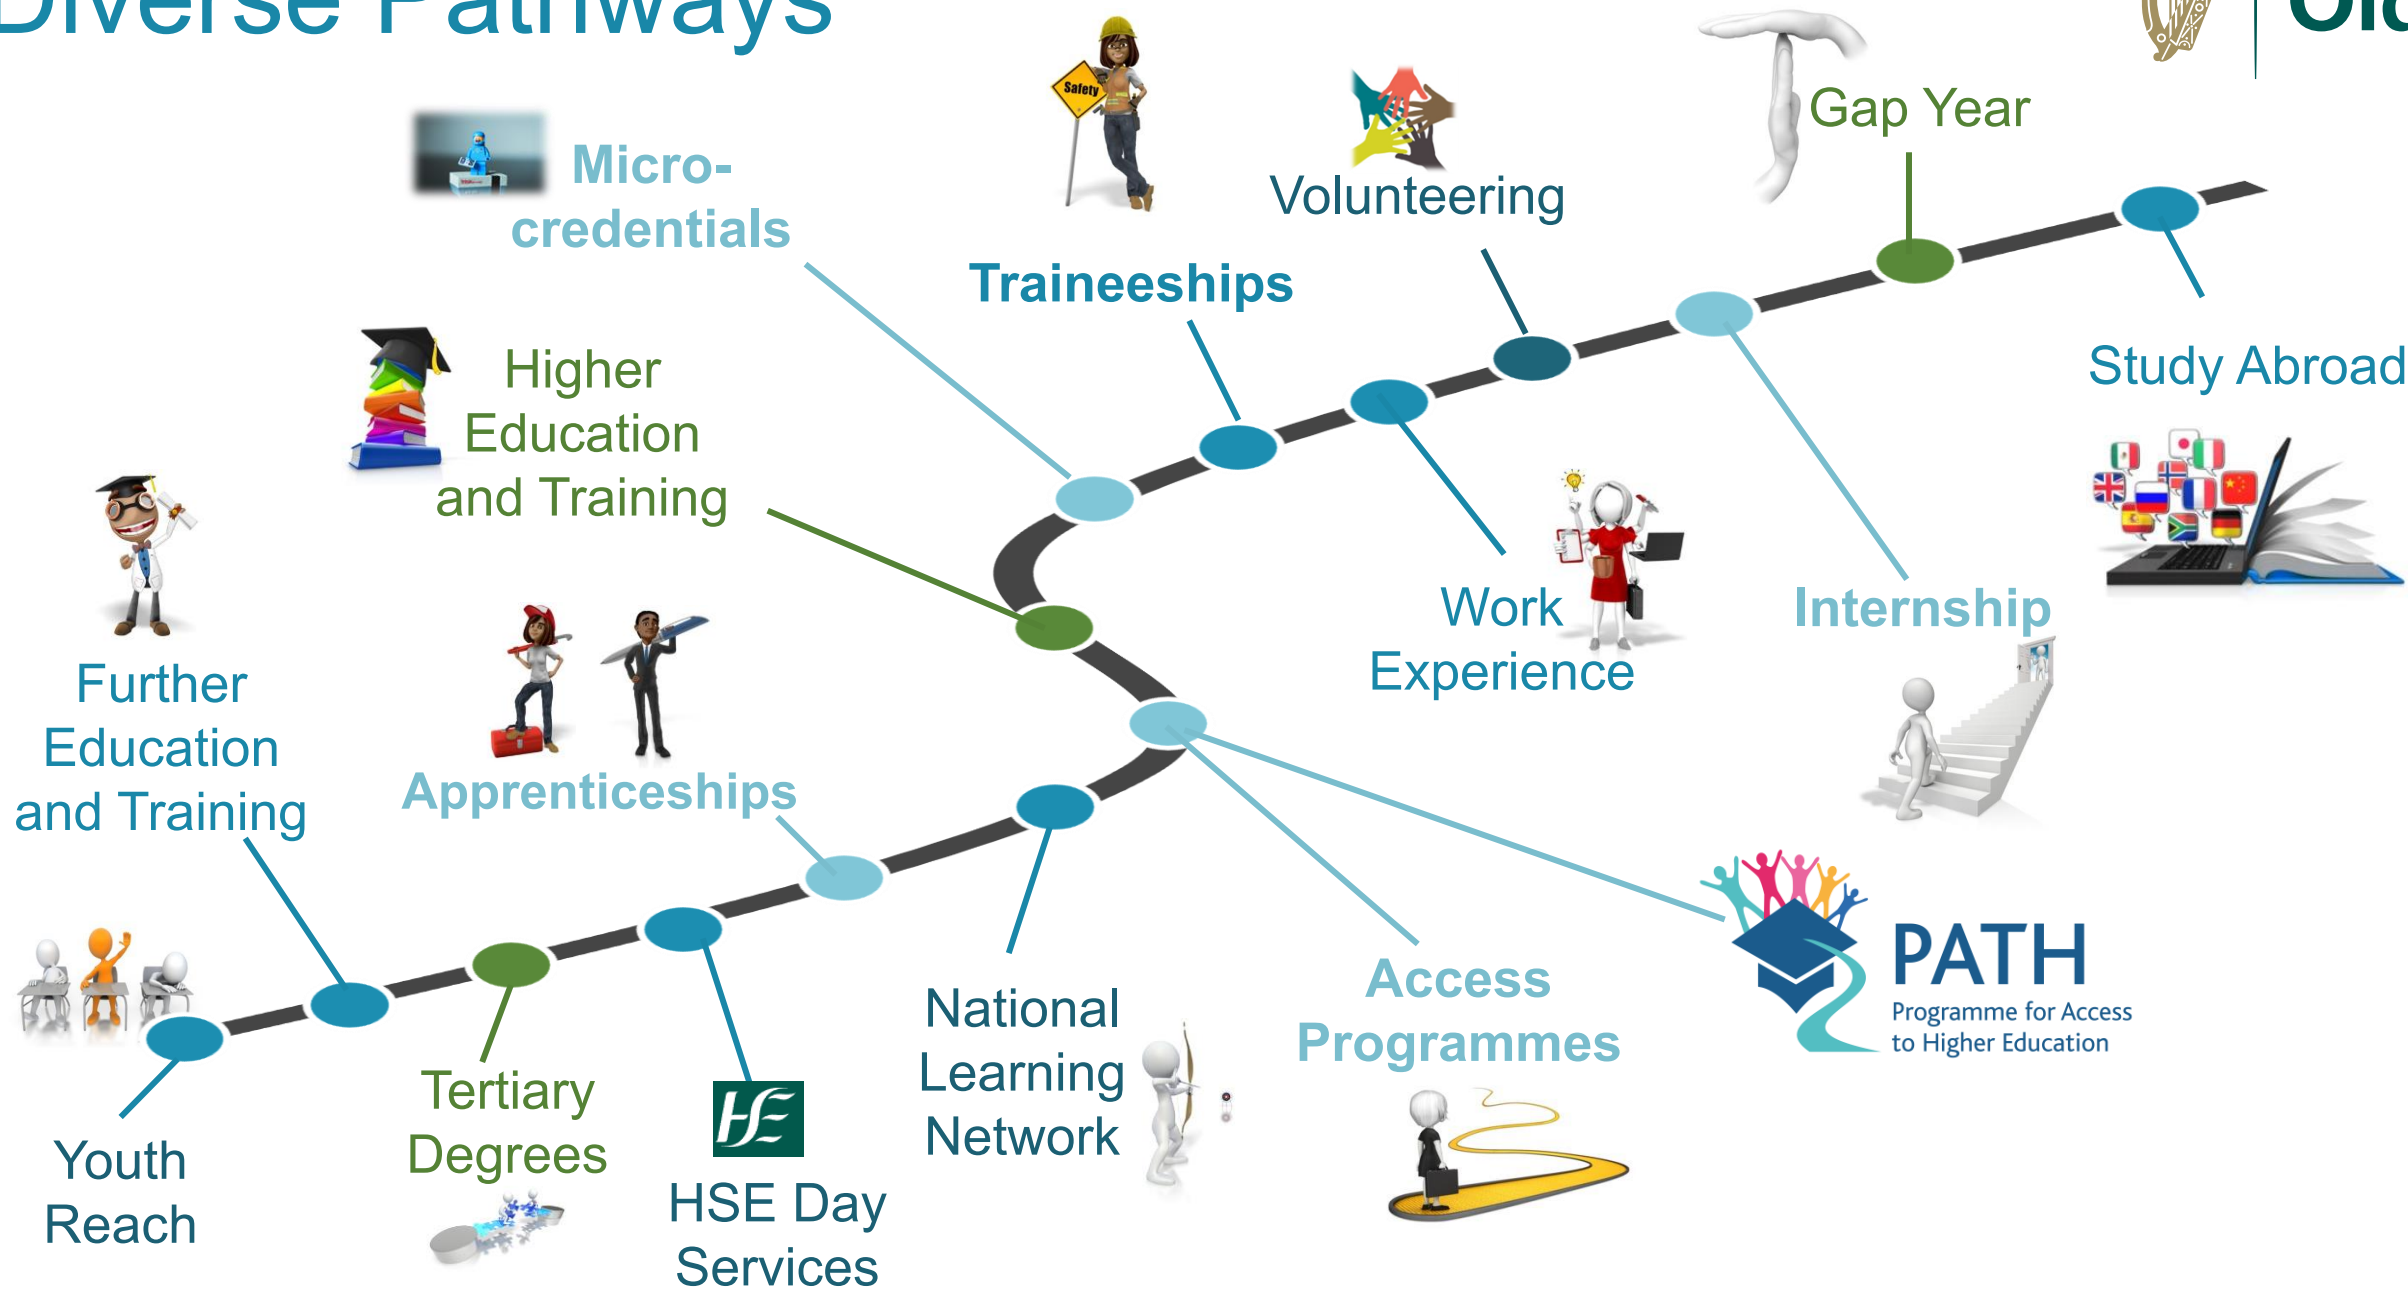 Diverse Pathways
Safety
Gap Year
Micro-
credentials
Volunteering
Traineeships
Higher
Education
and Training
Study Abroad
Work
Experience
Internship
Further
Education
and Training
Apprenticeships
PATH
Programme for Access
to Higher Education
Access
Programmes
National
Learning
Network
Tertiary
Degrees
HSE Day
Services
Youth
Reach